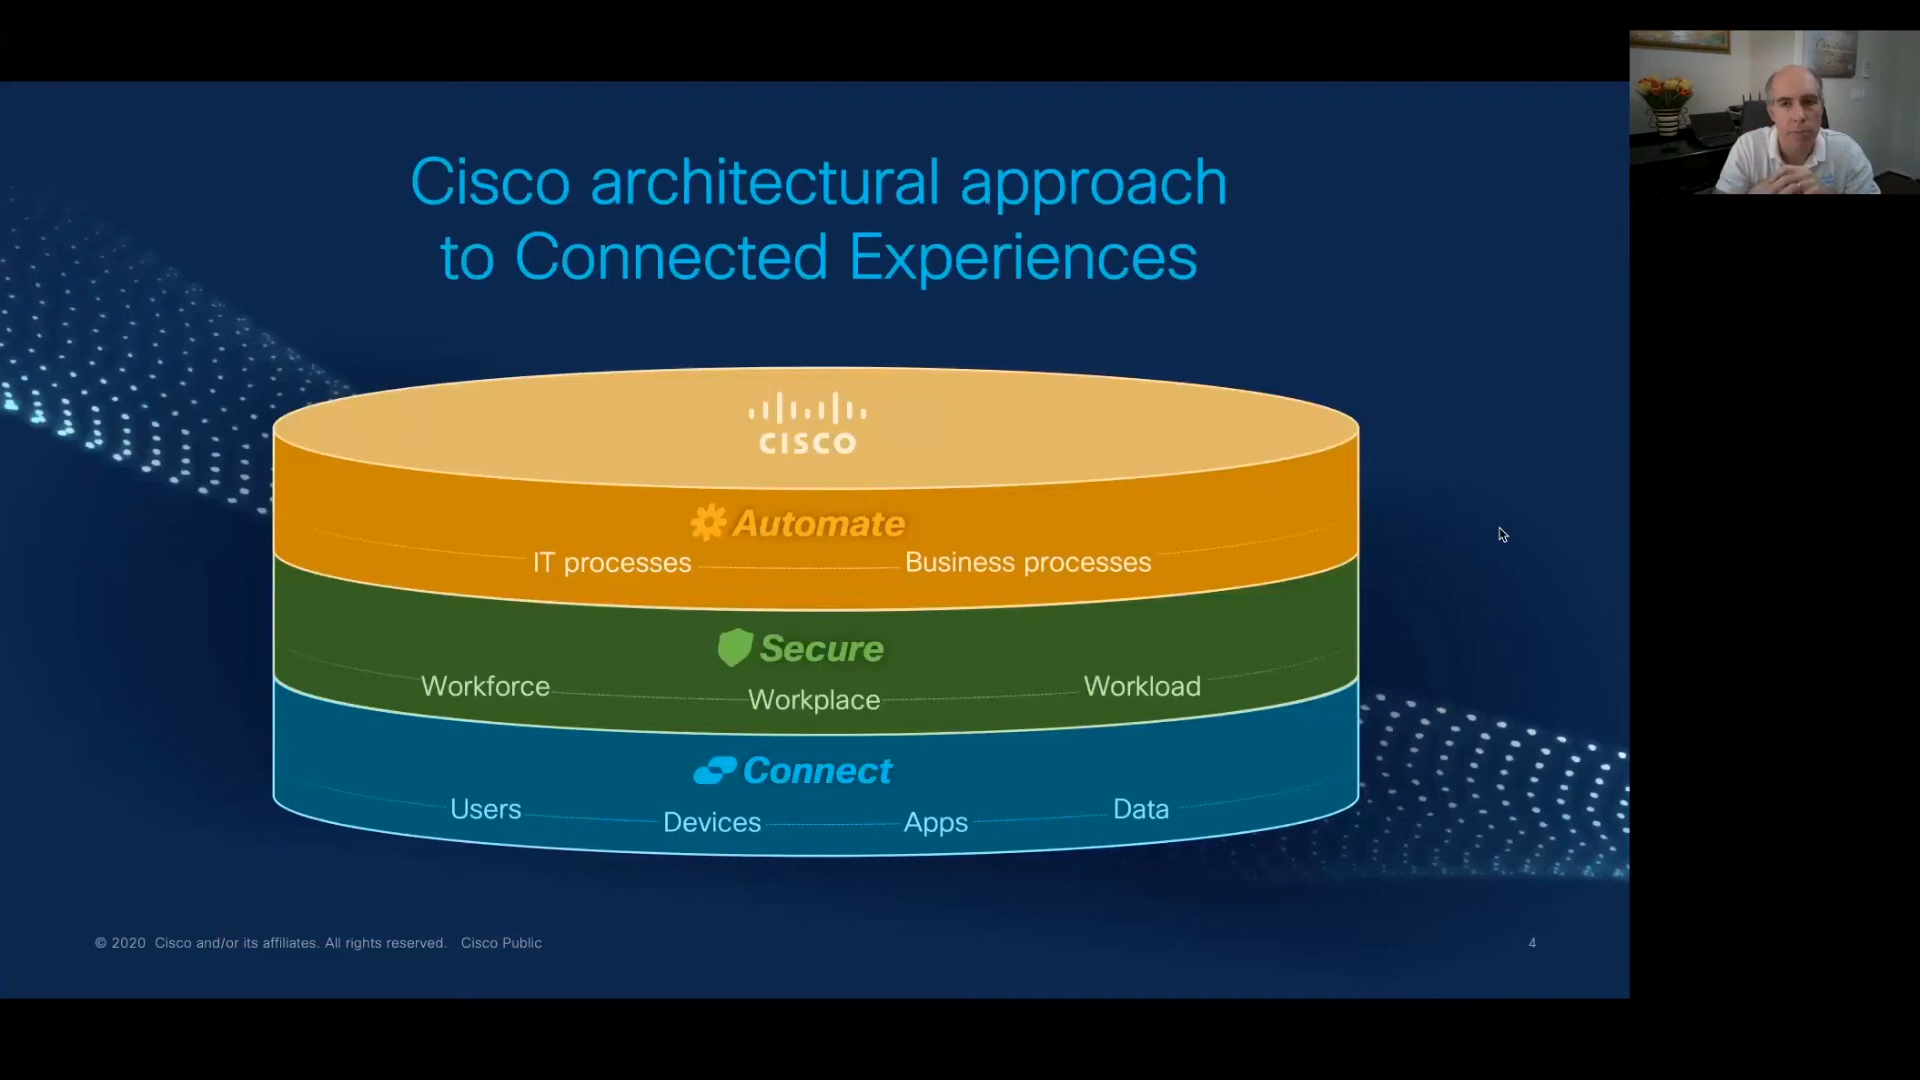 Cisco architectural approach
to Connected Experiences
CISCO
Automate
IT processes Business processes
Secure
Workforce Workplace Workload
Connect
Users Devices Apps Data
© 2020 Cisco and/or its affiliates. All rights reserved. Cisco Public
4